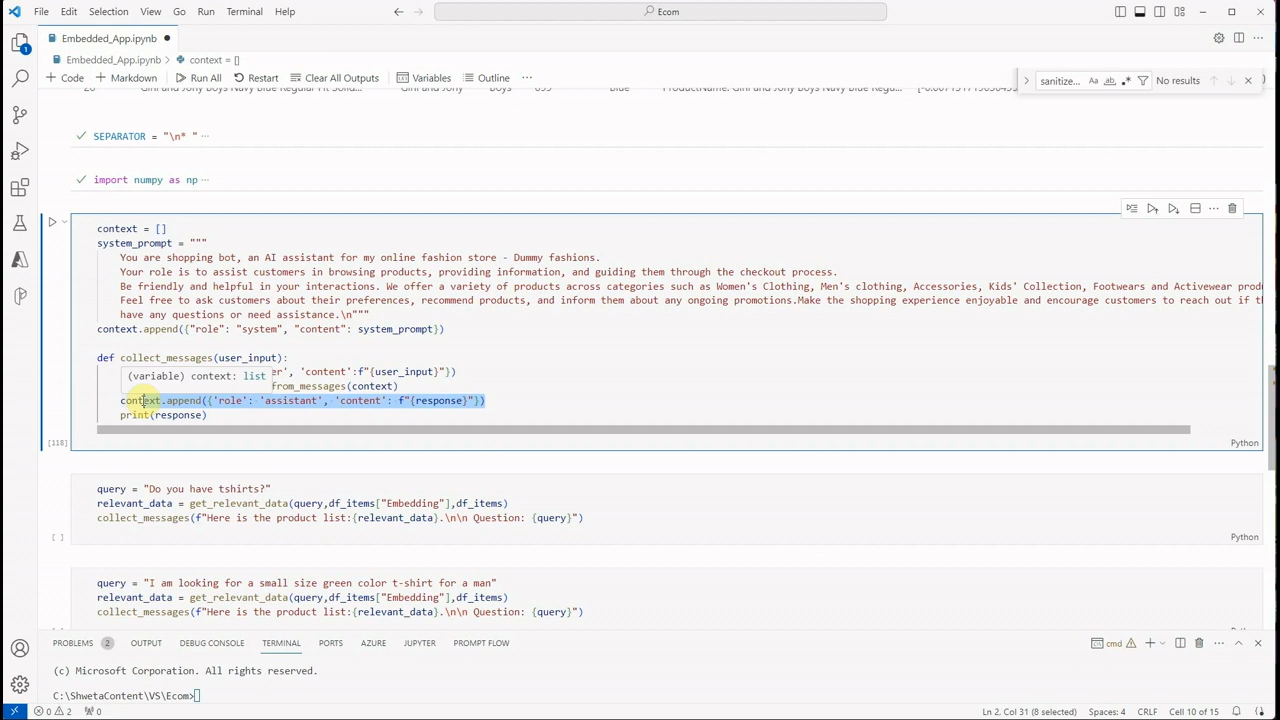 File Edit Selection View Go Run Terminal Help
Ecom
Embedded_App.ipynb
Embedded_App.ipynb > context = []
+ Code + Markdown Run All Restart Clear All Outputs Variables Outline ...
sanitize... Aa ab .* No results
SEPARATOR = "\n* " ...
import numpy as np ...
context = []
system_prompt = """
You are shopping bot, an AI assistant for my online fashion store - Dummy fashions.
Your role is to assist customers in browsing products, providing information, and guiding them through the checkout process.
Be friendly and helpful in your interactions. We offer a variety of products across categories such as Women's Clothing, Men's clothing, Accessories, Kids' Collection, Footwears and Activewear prod
Feel free to ask customers about their preferences, recommend products, and inform them about any ongoing promotions.Make the shopping experience enjoyable and encourage customers to reach out if th
have any questions or need assistance.\n"""
context.append({"role": "system", "content": system_prompt})
def collect_messages(user_input):
er', 'content':f"{user_input}"})
(variable) context: list
from_messages(context)
context.append({'role': 'assistant', 'content': f"{response}"})
print(response)
[118]
Python
query = "Do you have tshirts?"
relevant_data = get_relevant_data(query,df_items["Embedding"],df_items)
collect_messages(f"Here is the product list:{relevant_data}.\n\n Question: {query}")
[ ]
Python
query = "I am looking for a small size green color t-shirt for a man"
relevant_data = get_relevant_data(query,df_items["Embedding"],df_items)
collect_messages(f"Here is the product list:{relevant_data}.\n\n Question: {query}")
PROBLEMS 2 OUTPUT DEBUG CONSOLE TERMINAL PORTS AZURE JUPYTER PROMPT FLOW
cmd
(c) Microsoft Corporation. All rights reserved.
C:\ShwetaContent\VS\Ecom>
0 2 0 Ln 2, Col 31 (8 selected) Spaces: 4 CRLF Cell 10 of 15